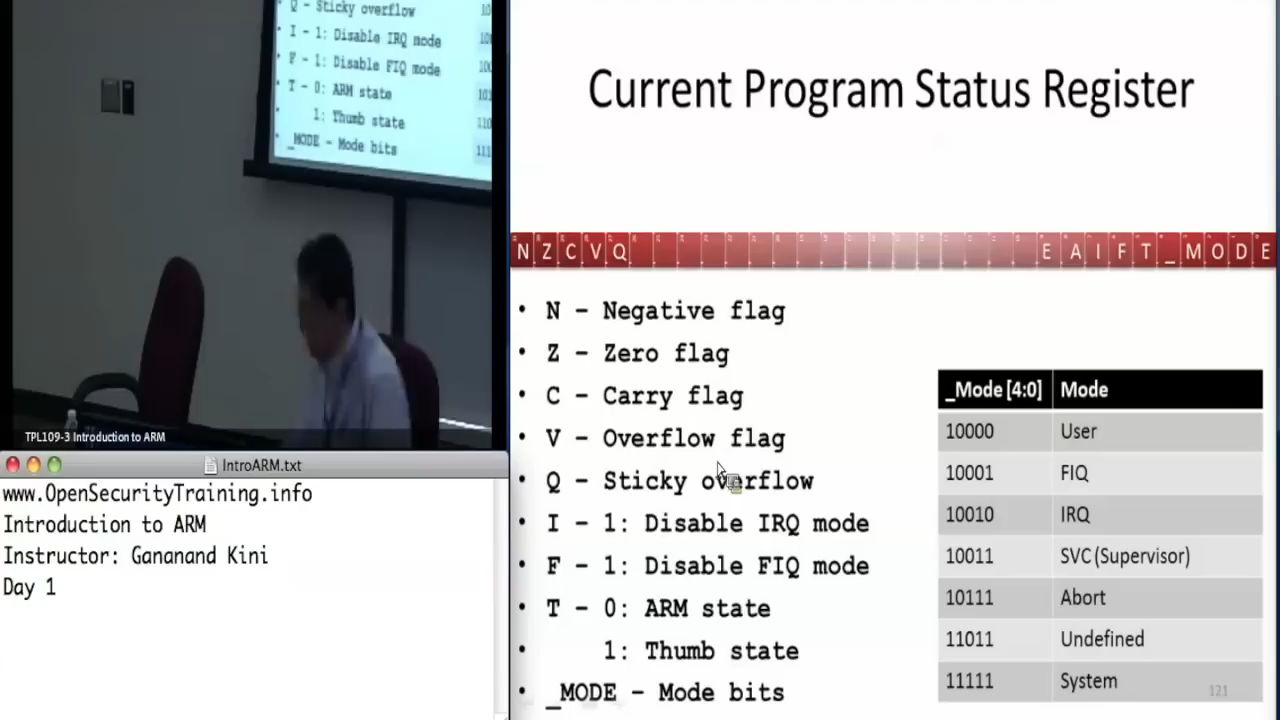 Q - Sticky overflow
I - 1: Disable IRQ mode
F - 1: Disable FIQ mode
T - 0: ARM state
1: Thumb state
_MODE - Mode bits
TPL109-3 Introduction to ARM
IntroARM.txt
www.OpenSecurityTraining.info
Introduction to ARM
Instructor: Gananand Kini
Day 1
Current Program Status Register
N Z C V Q E A I F T _ M O D E
• N - Negative flag
• Z - Zero flag
• C - Carry flag
• V - Overflow flag
• Q - Sticky overflow
• I - 1: Disable IRQ mode
• F - 1: Disable FIQ mode
• T - 0: ARM state
1: Thumb state
• _MODE - Mode bits
_Mode [4:0] Mode
10000 User
10001 FIQ
10010 IRQ
10011 SVC (Supervisor)
10111 Abort
11011 Undefined
11111 System
121